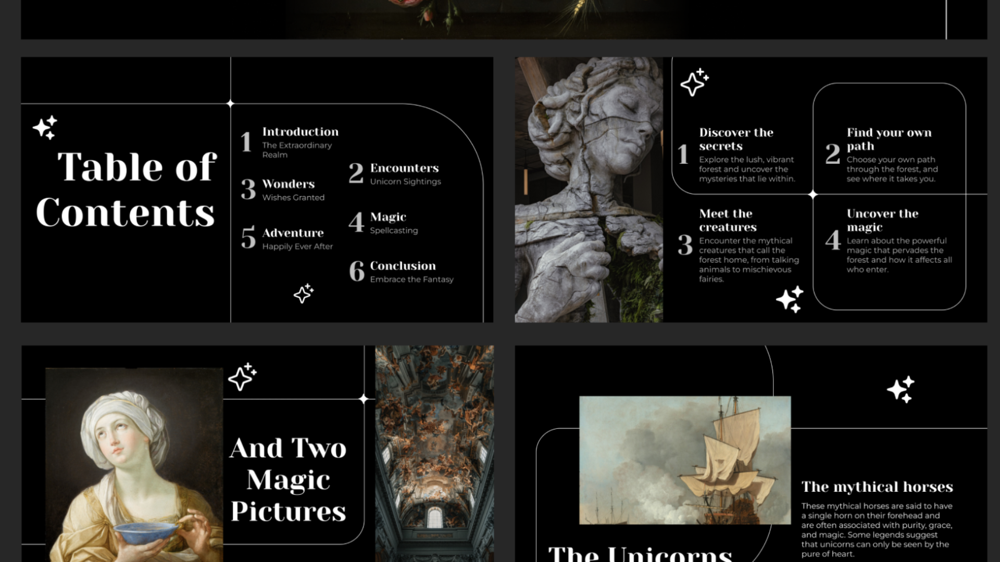 Table of
Contents
1
Introduction
The Extraordinary
Realm
2
Encounters
Unicorn Sightings
3
Wonders
Wishes Granted
4
Magic
Spellcasting
5
Adventure
Happily Ever After
6
Conclusion
Embrace the Fantasy
1
Discover the
secrets
Explore the lush, vibrant
forest and uncover the
mysteries that lie within.
2
Find your own
path
Choose your own path
through the forest, and
see where it takes you.
3
Meet the
creatures
Encounter the mythical
creatures that call the
forest home, from talking
animals to mischievous
fairies.
4
Uncover the
magic
Learn about the powerful
magic that pervades the
forest and how it affects all
who enter.
And Two
Magic
Pictures
The Unicorns
The mythical horses
These mythical horses are said to have
a single horn on their forehead and
are often associated with purity, grace,
and magic. Some legends suggest
that unicorns can only be seen by the
pure of heart.